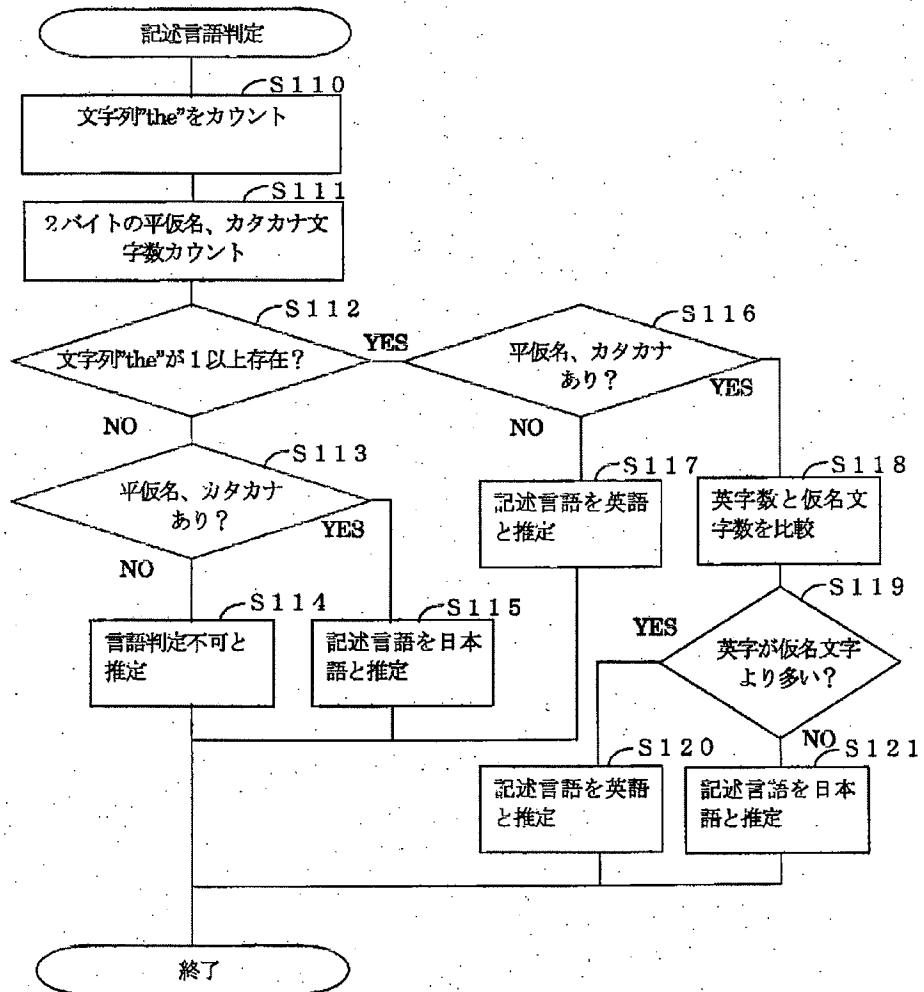 記述言語判定
S110
文字列"the"をカウント
S111
2バイトの平仮名、カタカナ文
字数カウント
S112
文字列"the"が1以上存在?
YES
NO
S116
平仮名、カタカナ
あり?
YES
NO
S113
平仮名、カタカナ
あり?
YES
NO
S117
記述言語を英語
と推定
S118
英字数と仮名文
字数を比較
S114
言語判定不可と
推定
S115
記述言語を日本
語と推定
S119
英字が仮名文字
より多い?
YES
NO
S120
記述言語を英語
と推定
S121
記述言語を日本
語と推定
終了